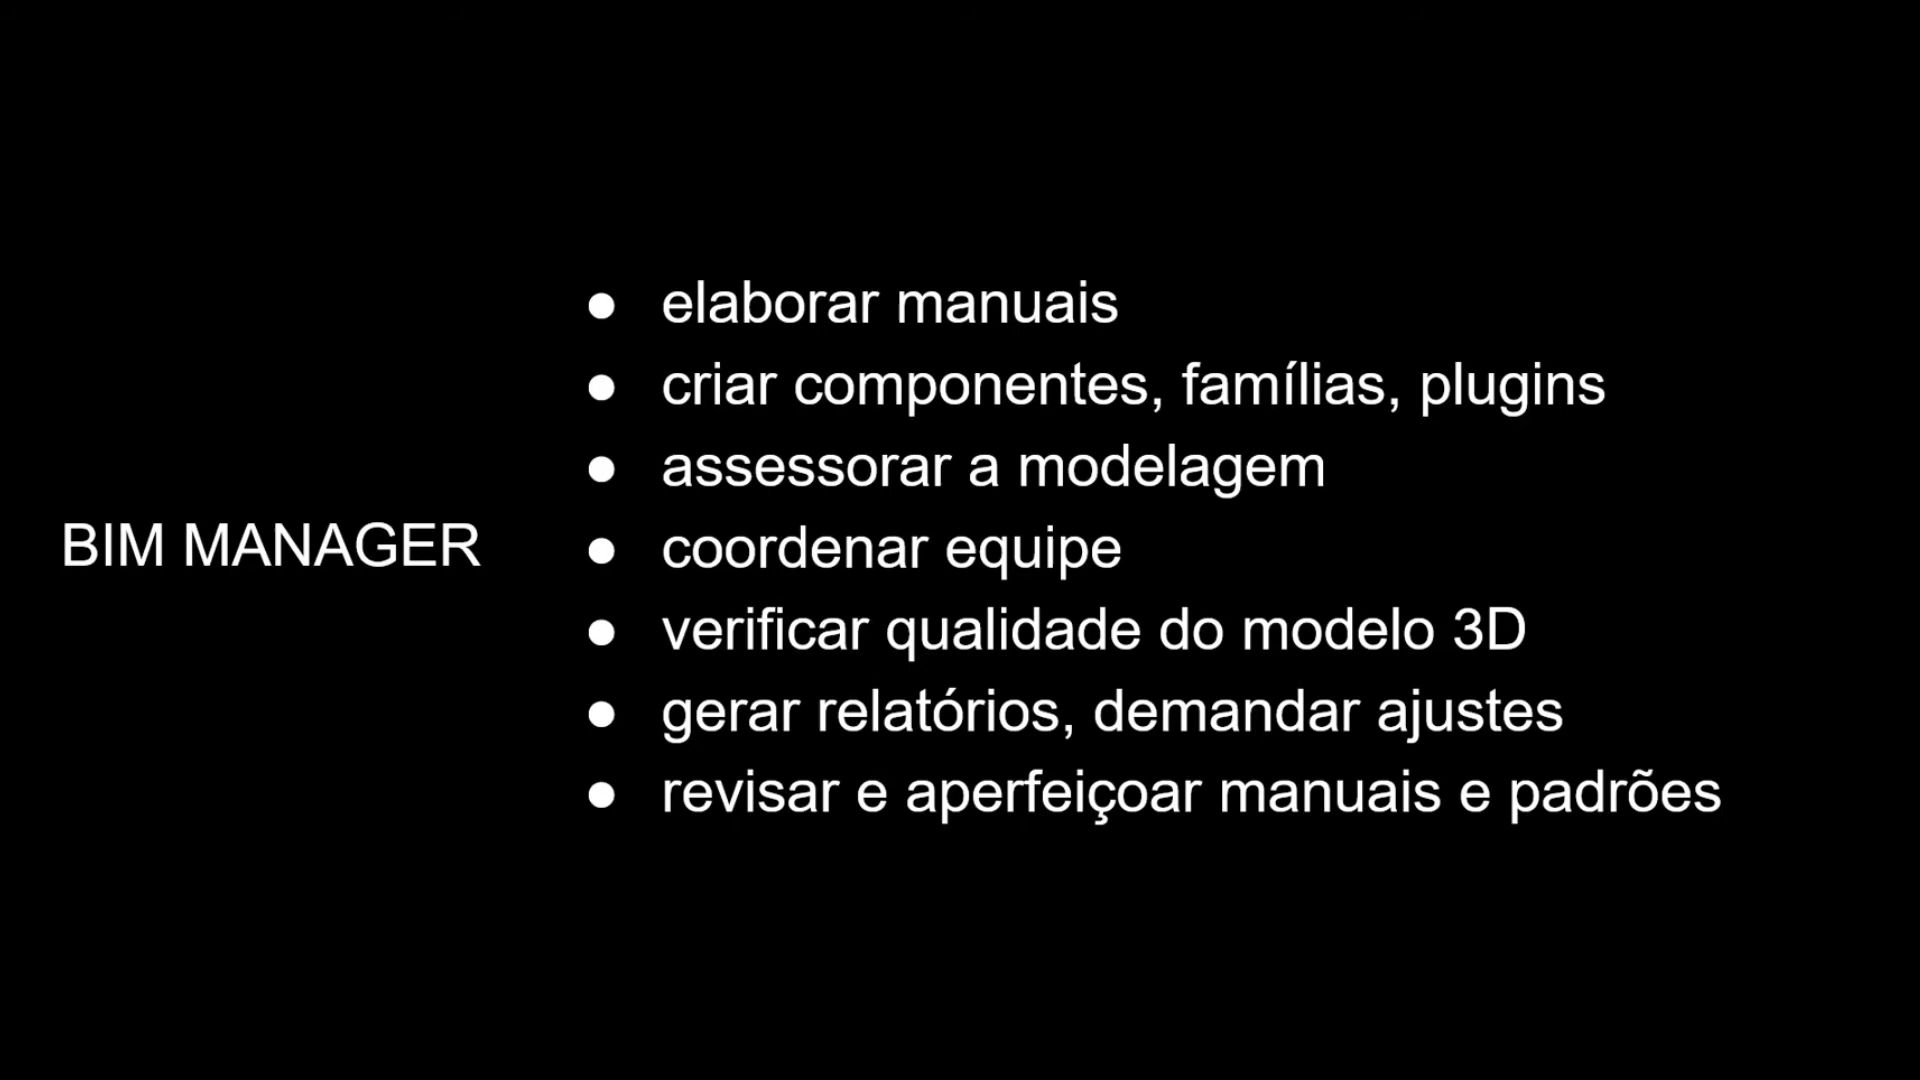 BIM MANAGER
● elaborar manuais
● criar componentes, famílias, plugins
● assessorar a modelagem
● coordenar equipe
● verificar qualidade do modelo 3D
● gerar relatórios, demandar ajustes
● revisar e aperfeiçoar manuais e padrões